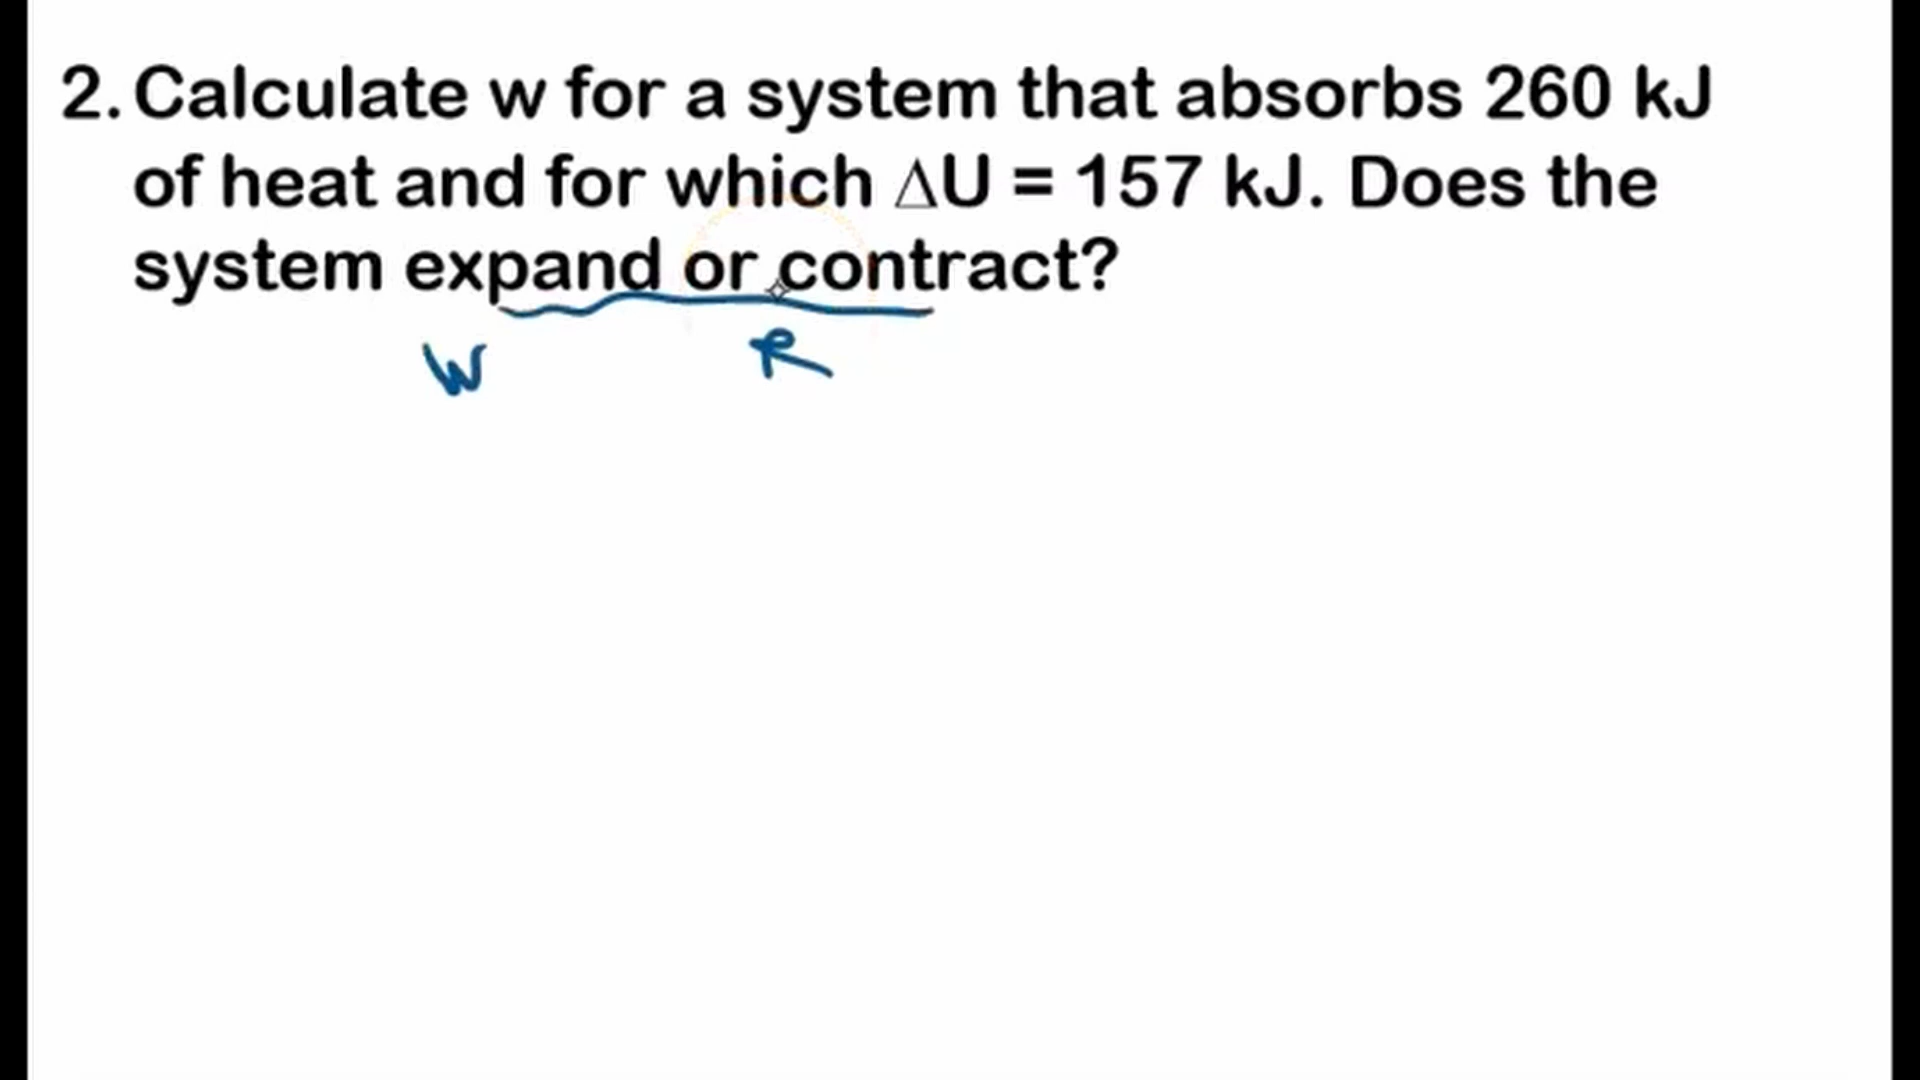 2. Calculate w for a system that absorbs 260 kJ
of heat and for which ΔU = 157 kJ. Does the
system expand or contract?
W R